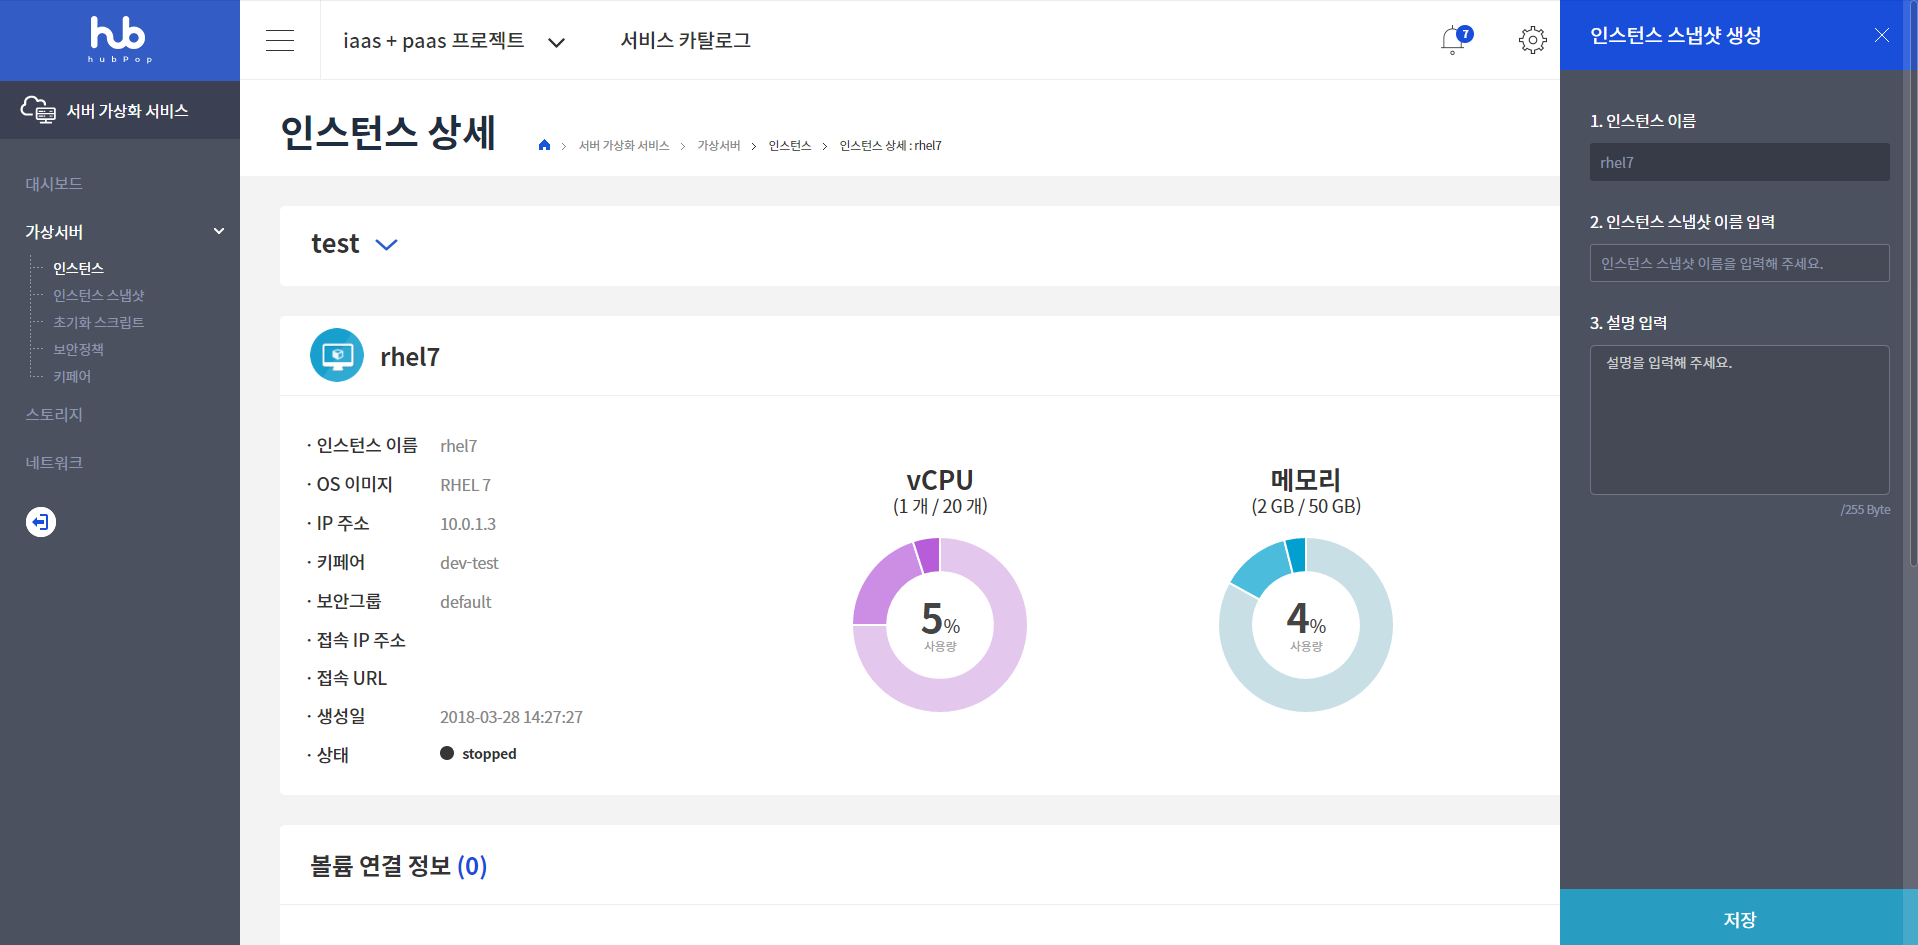 hub
hubPop
서버 가상화 서비스
대시보드
가상서버
인스턴스
인스턴스 스냅샷
초기화 스크립트
보안정책
키페어
스토리지
네트워크
iaas + paas 프로젝트
서비스 카탈로그
7
인스턴스 상세
서버 가상화 서비스 > 가상서버 > 인스턴스 > 인스턴스 상세 : rhel7
test
rhel7
· 인스턴스 이름 rhel7
· OS 이미지 RHEL 7
· IP 주소 10.0.1.3
· 키페어 dev-test
· 보안그룹 default
· 접속 IP 주소
· 접속 URL
· 생성일 2018-03-28 14:27:27
· 상태 stopped
vCPU
(1 개 / 20 개)
5%
사용량
메모리
(2 GB / 50 GB)
4%
사용량
볼륨 연결 정보 (0)
인스턴스 스냅샷 생성
1. 인스턴스 이름
rhel7
2. 인스턴스 스냅샷 이름 입력
인스턴스 스냅샷 이름을 입력해 주세요.
3. 설명 입력
설명을 입력해 주세요.
/255 Byte
저장